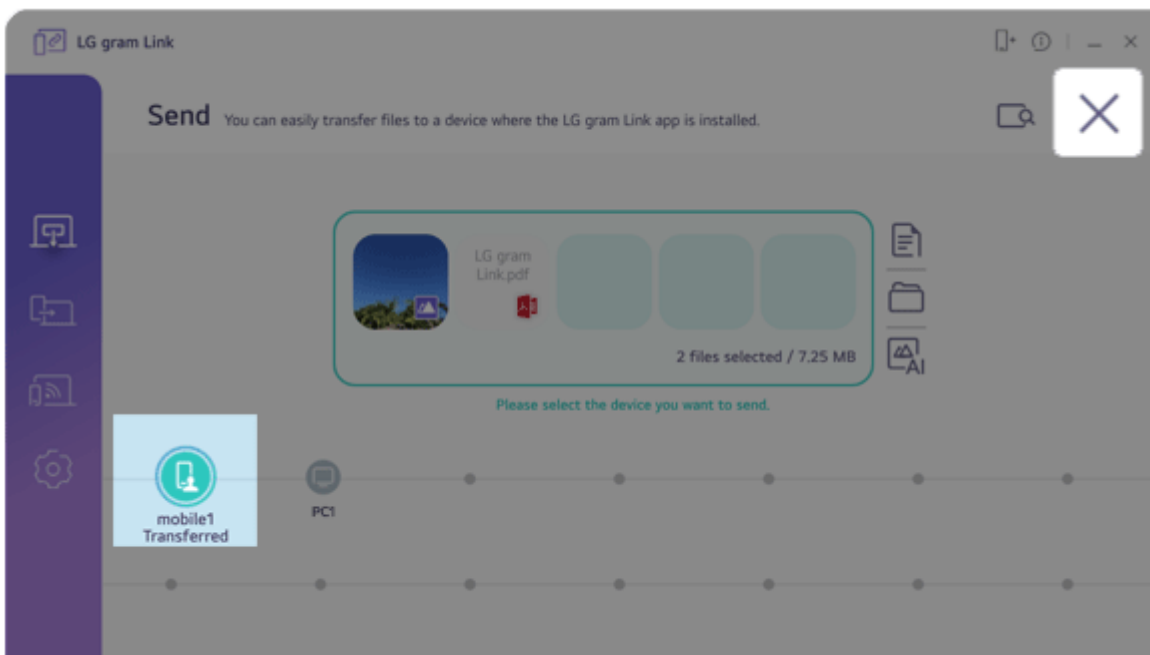 LG gram Link
Send You can easily transfer files to a device where the LG gram Link app is installed.
LG gram
Link.pdf
2 files selected / 7.25 MB
AI
Please select the device you want to send.
mobile1
Transferred
PC1